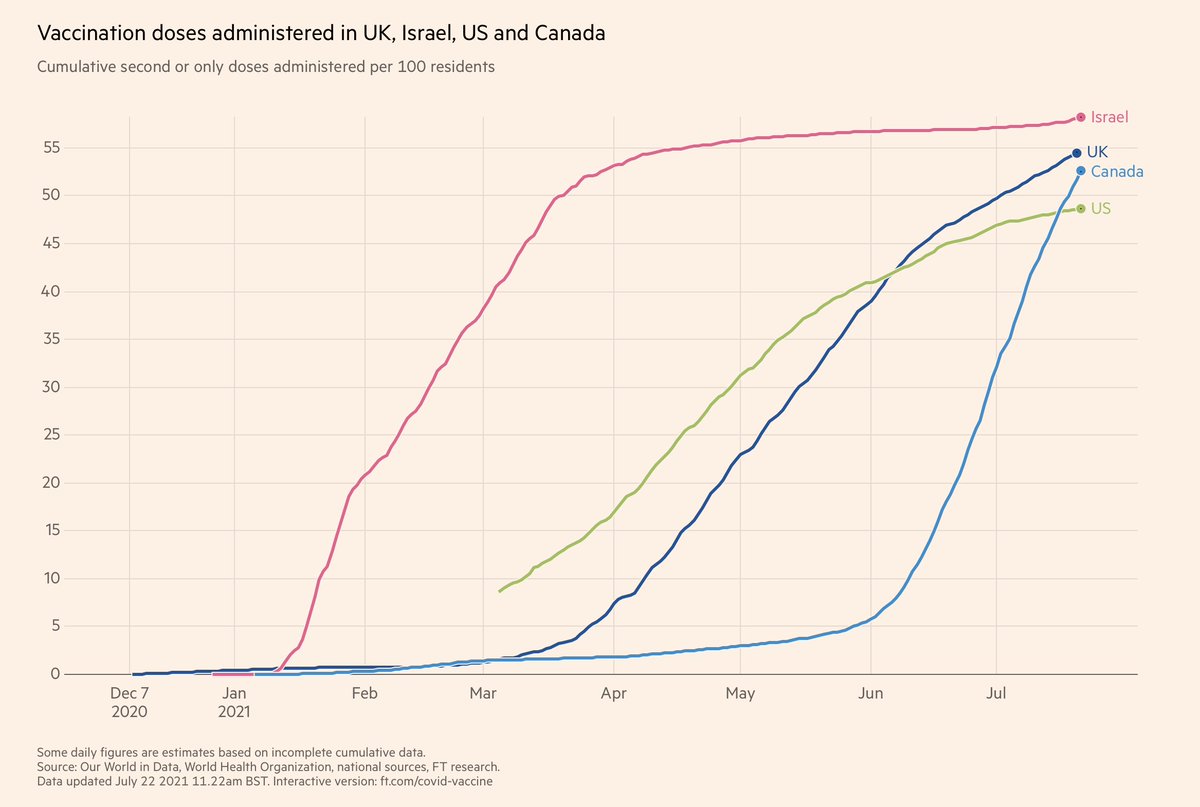 Vaccination doses administered in UK, Israel, US and Canada
Cumulative second or only doses administered per 100 residents
Israel
UK
Canada
US
55
50
45
40
35
30
25
20
15
10
5
0
Dec 7 Jan Feb Mar Apr May Jun Jul
2020 2021
Some daily figures are estimates based on incomplete cumulative data.
Source: Our World in Data, World Health Organization, national sources, FT research.
Data updated July 22 2021 11.22am BST. Interactive version: ft.com/covid-vaccine